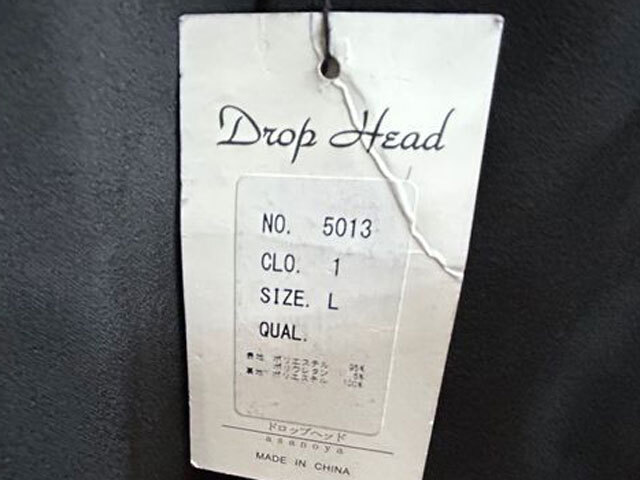 Drop Head
NO. 5013
CLO. 1
SIZE. L
QUAL.
表地 ポリエステル 95%
ポリウレタン 5%
裏地 ポリエステル 100%
ドロップヘッド
asanoya
MADE IN CHINA